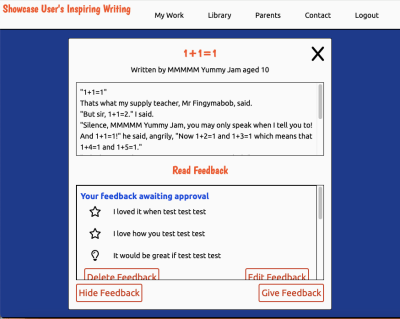 Showcase User's Inspiring Writing
My Work
Library
Parents
Contact
Logout
1+1=1
X
Written by MMMMM Yummy Jam aged 10
"1+1=1"
Thats what my supply teacher, Mr Fingymabob, said.
"But sir, 1+1=2." I said.
"Silence, MMMMM Yummy Jam, you may only speak when I tell you to!
And 1+1=1!" he said, angrily, "Now 1+2=1 and 1+3=1 which means that
1+4=1 and 1+5=1."
Read Feedback
Your feedback awaiting approval
I loved it when test test test
I love how you test test test
It would be great if test test test
Delete Feedback
Edit Feedback
Hide Feedback
Give Feedback